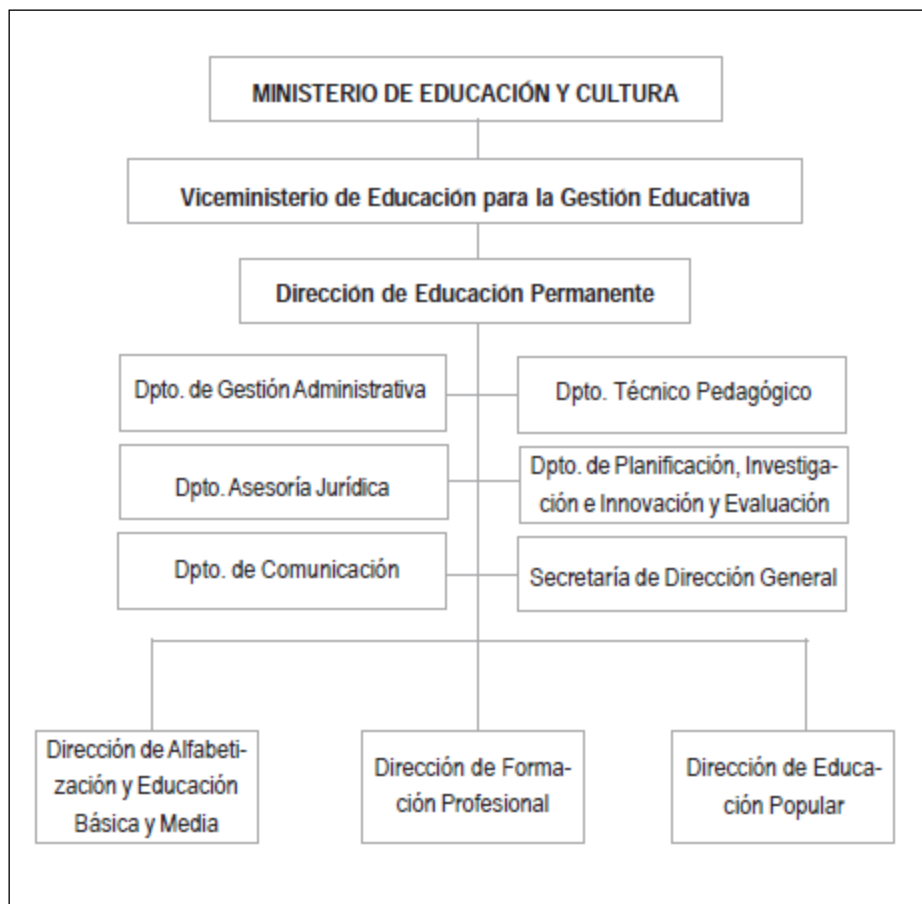 MINISTERIO DE EDUCACIÓN Y CULTURA
Viceministerio de Educación para la Gestión Educativa
Dirección de Educación Permanente
Dpto. de Gestión Administrativa
Dpto. Técnico Pedagógico
Dpto. Asesoría Jurídica
Dpto. de Planificación, Investiga-
ción e Innovación y Evaluación
Dpto. de Comunicación
Secretaría de Dirección General
Dirección de Alfabeti-
zación y Educación
Básica y Media
Dirección de Forma-
ción Profesional
Dirección de Educa-
ción Popular